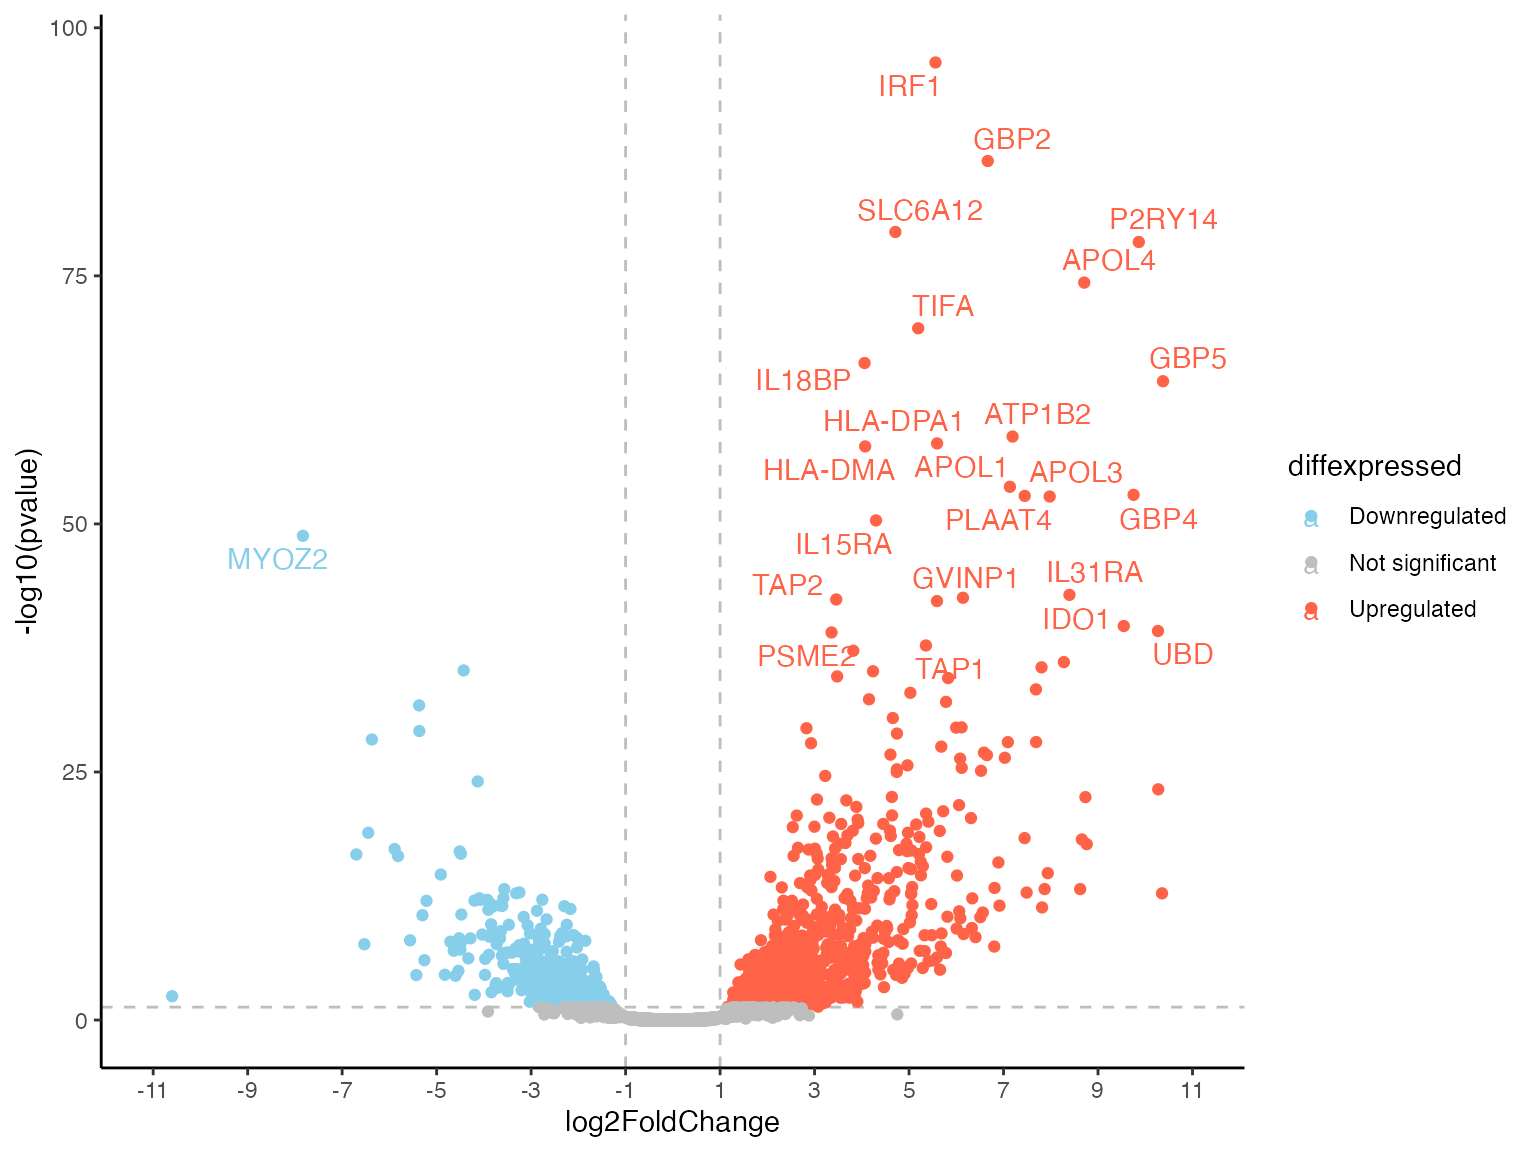 100
75
50
25
0
-log10(pvalue)
IRF1
GBP2
SLC6A12
P2RY14
APOL4
TIFA
GBP5
IL18BP
HLA-DPA1
ATP1B2
HLA-DMA
APOL1
APOL3
PLAAT4
GBP4
IL15RA
MYOZ2
TAP2
GVINP1
IL31RA
IDO1
PSME2
TAP1
UBD
diffexpressed
a Downregulated
a Not significant
a Upregulated
-11 -9 -7 -5 -3 -1 1 3 5 7 9 11
log2FoldChange